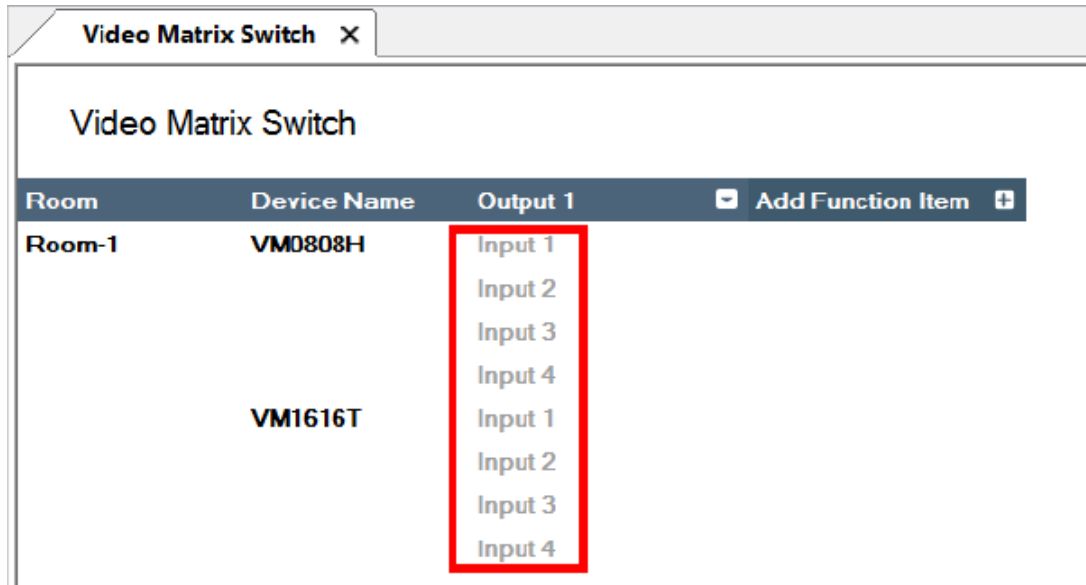 Video Matrix Switch
Video Matrix Switch
Room Device Name Output 1 Add Function Item
Room-1 VM0808H Input 1
Input 2
Input 3
Input 4
VM1616T Input 1
Input 2
Input 3
Input 4